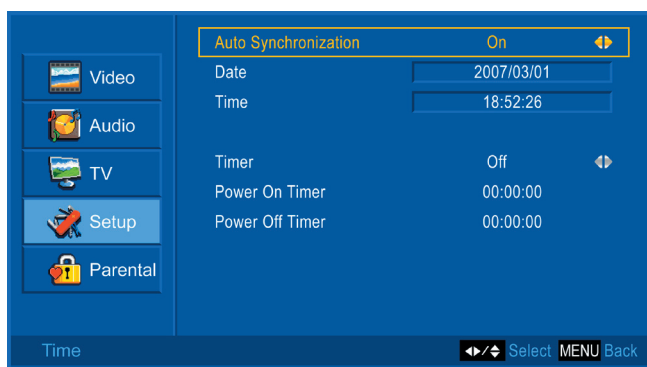 Video
Audio
TV
Setup
Parental
Auto Synchronization On
Date 2007/03/01
Time 18:52:26
Timer Off
Power On Timer 00:00:00
Power Off Timer 00:00:00
Time
/ Select MENU Back